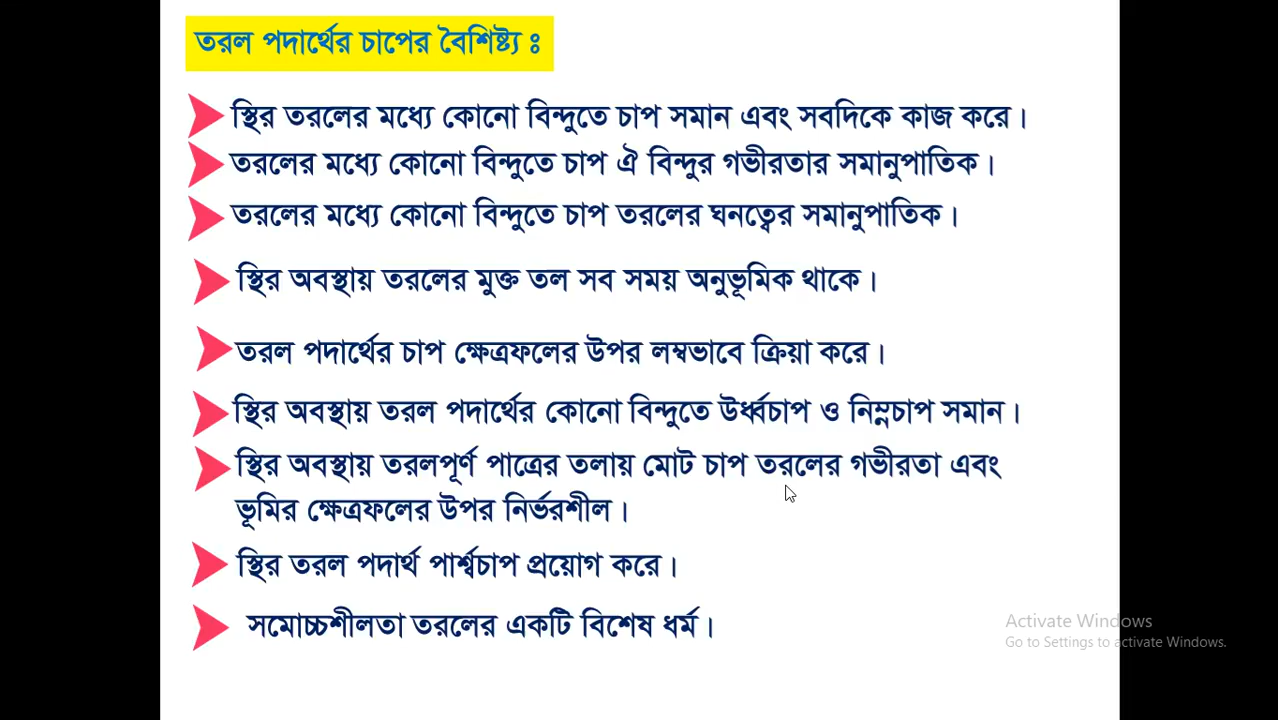 তরল পদার্থের চাপের বৈশিষ্ট্য ঃ
স্থির তরলের মধ্যে কোনো বিন্দুতে চাপ সমান এবং সবদিকে কাজ করে।
তরলের মধ্যে কোনো বিন্দুতে চাপ ঐ বিন্দুর গভীরতার সমানুপাতিক।
তরলের মধ্যে কোনো বিন্দুতে চাপ তরলের ঘনত্বের সমানুপাতিক।
স্থির অবস্থায় তরলের মুক্ত তল সব সময় অনুভূমিক থাকে।
তরল পদার্থের চাপ ক্ষেত্রফলের উপর লম্বভাবে ক্রিয়া করে।
স্থির অবস্থায় তরল পদার্থের কোনো বিন্দুতে উর্ধ্বচাপ ও নিম্নচাপ সমান।
স্থির অবস্থায় তরলপূর্ণ পাত্রের তলায় মোট চাপ তরলের গভীরতা এবং
ভূমির ক্ষেত্রফলের উপর নির্ভরশীল।
স্থির তরল পদার্থ পার্শ্বচাপ প্রয়োগ করে।
সমোচ্চশীলতা তরলের একটি বিশেষ ধর্ম।
Activate Windows
Go to Settings to activate Windows.